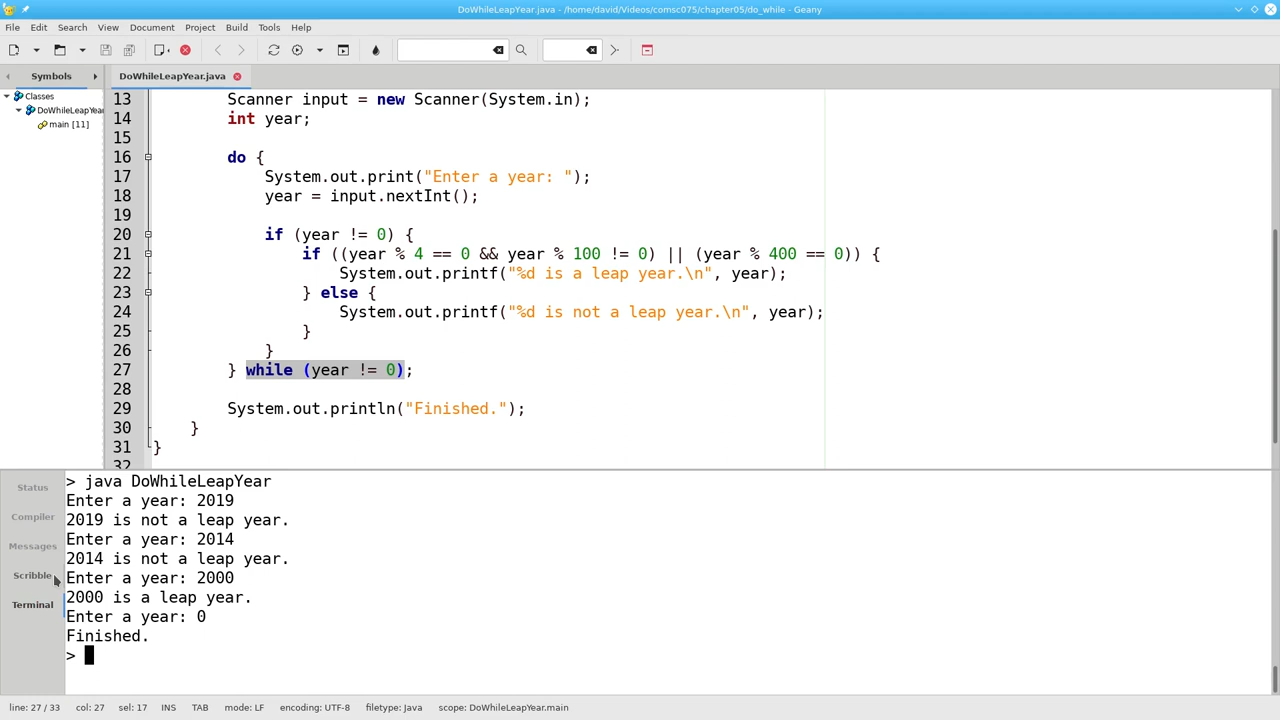 DoWhileLeapYear.java - /home/david/Videos/comsc075/chapter05/do_while - Geany
File Edit Search View Document Project Build Tools Help
Symbols DoWhileLeapYear.java
Classes
DoWhileLeapYear
main [11]
13 Scanner input = new Scanner(System.in);
14 int year;
15
16 do {
17 System.out.print("Enter a year: ");
18 year = input.nextInt();
19
20 if (year != 0) {
21 if ((year % 4 == 0 && year % 100 != 0) || (year % 400 == 0)) {
22 System.out.printf("%d is a leap year.\n", year);
23 } else {
24 System.out.printf("%d is not a leap year.\n", year);
25 }
26 }
27 } while (year != 0);
28
29 System.out.println("Finished.");
30 }
31 }
32
Status
Compiler
Messages
Scribble
Terminal
> java DoWhileLeapYear
Enter a year: 2019
2019 is not a leap year.
Enter a year: 2014
2014 is not a leap year.
Enter a year: 2000
2000 is a leap year.
Enter a year: 0
Finished.
>
line: 27 / 33 col: 27 sel: 17 INS TAB mode: LF encoding: UTF-8 filetype: Java scope: DoWhileLeapYear.main